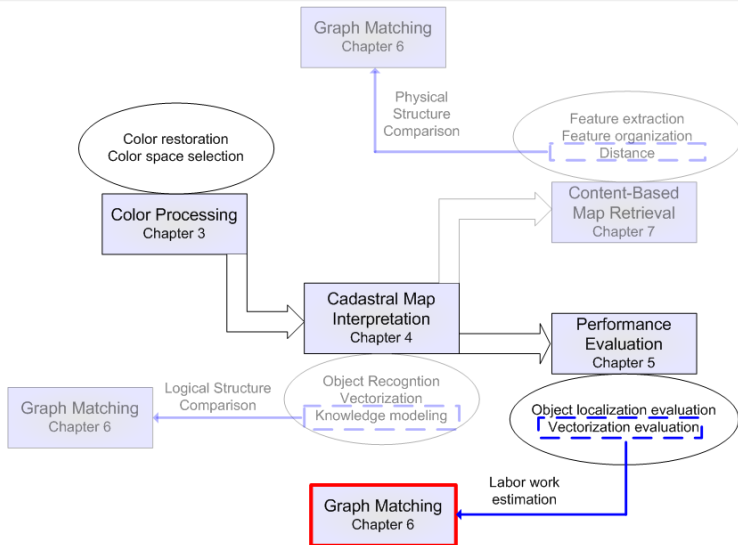 Graph Matching
Chapter 6
Physical
Structure
Comparison
Feature extraction
Feature organization
Distance
Color restoration
Color space selection
Color Processing
Chapter 3
Content-Based
Map Retrieval
Chapter 7
Cadastral Map
Interpretation
Chapter 4
Performance
Evaluation
Chapter 5
Logical Structure
Comparison
Graph Matching
Chapter 6
Object Recogntion
Vectorization
Knowledge modeling
Object localization evaluation
Vectorization evaluation
Labor work
estimation
Graph Matching
Chapter 6